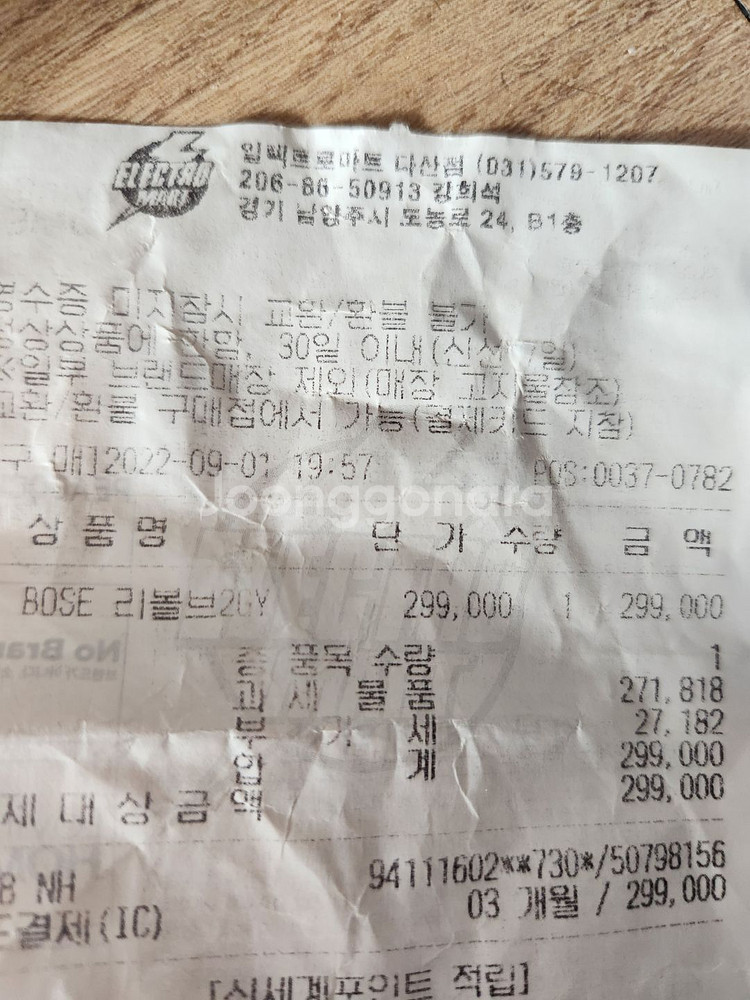 ELECTRO MART
일렉트로마트 다산점 (031)579-1207
206-86-50913 강희석
경기 남양주시 도농로 24, B1층
영수증 미지참시 교환/환불 불가
정상상품에 한함, 30일 이내(신선 7일)
※일부 브랜드매장 제외(매장 고지물참조)
교환/환불 구매점에서 가능(결제카드 지참)
구 매]2022-09-01 19:57 POS:0037-0782
joonggonara
상 품 명 단 가 수량 금 액
BOSE 리볼브2GY 299,000 1 299,000
No Bra
총 품목 수량 1
과 세 물 품 271,818
부 가 세 27,182
합 계 299,000
제 대 상 금 액 299,000
94111602**730*/50798156
8 NH 03 개월 / 299,000
결제(IC)
[신세계포인트 적립]